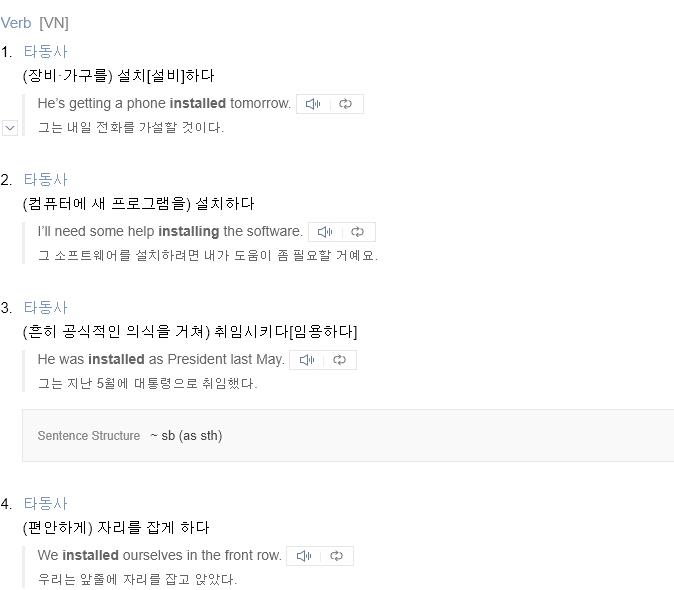 Verb [VN]
1. 타동사
(장비·가구를) 설치[설비]하다
He's getting a phone installed tomorrow.
그는 내일 전화를 가설할 것이다.
2. 타동사
(컴퓨터에 새 프로그램을) 설치하다
I'll need some help installing the software.
그 소프트웨어를 설치하려면 내가 도움이 좀 필요할 거예요.
3. 타동사
(흔히 공식적인 의식을 거쳐) 취임시키다[임용하다]
He was installed as President last May.
그는 지난 5월에 대통령으로 취임했다.
Sentence Structure ~ sb (as sth)
4. 타동사
(편안하게) 자리를 잡게 하다
We installed ourselves in the front row.
우리는 앞줄에 자리를 잡고 앉았다.